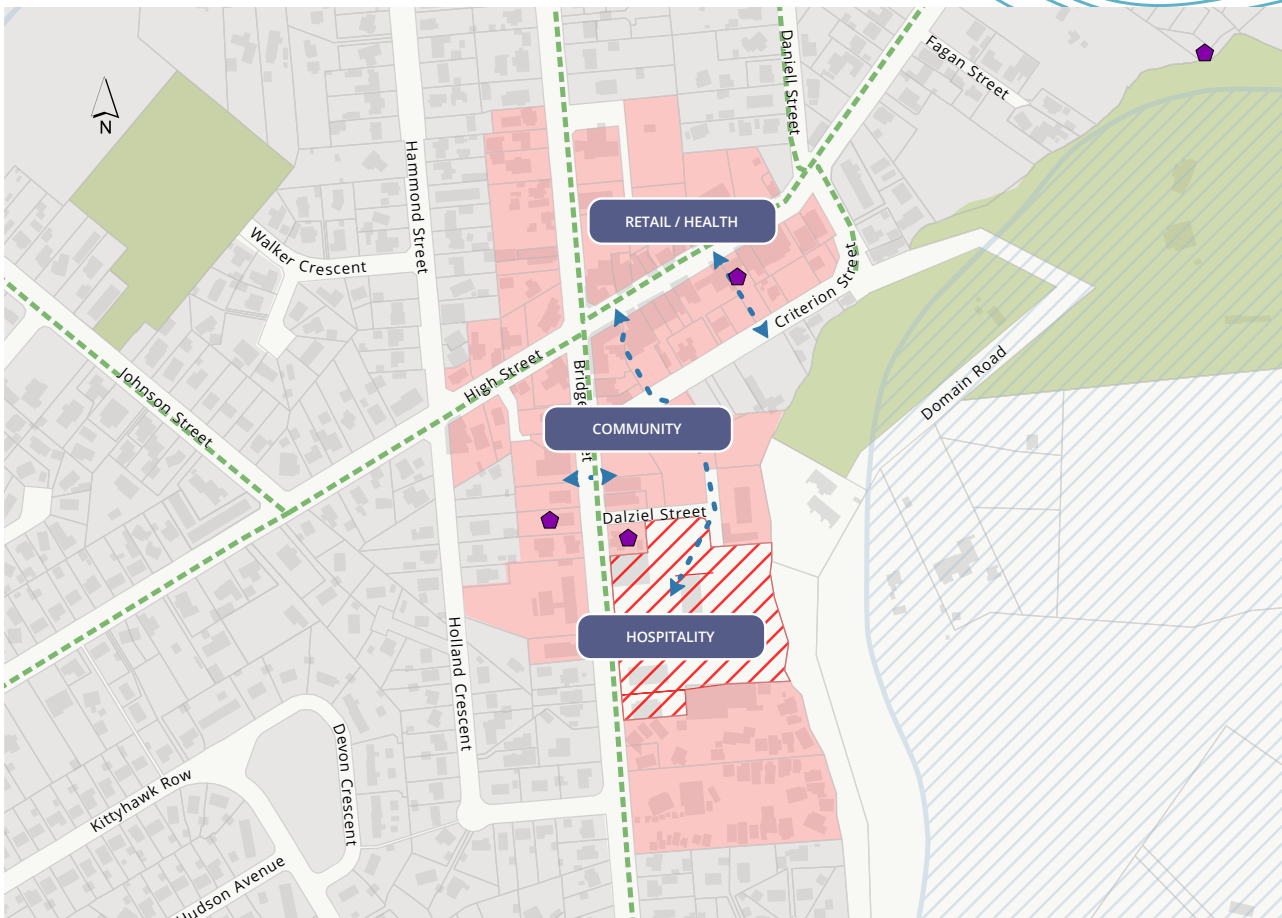 Daniell Street
Fagan Street
N
Hammond Street
RETAIL / HEALTH
Walker Crescent
Criterion Street
High Street
Johnson Street
Bridge
et
Domain Road
COMMUNITY
Dalziel Street
HOSPITALITY
Holland Crescent
Devon Crescent
Kittyhawk Row
Hudson Avenue